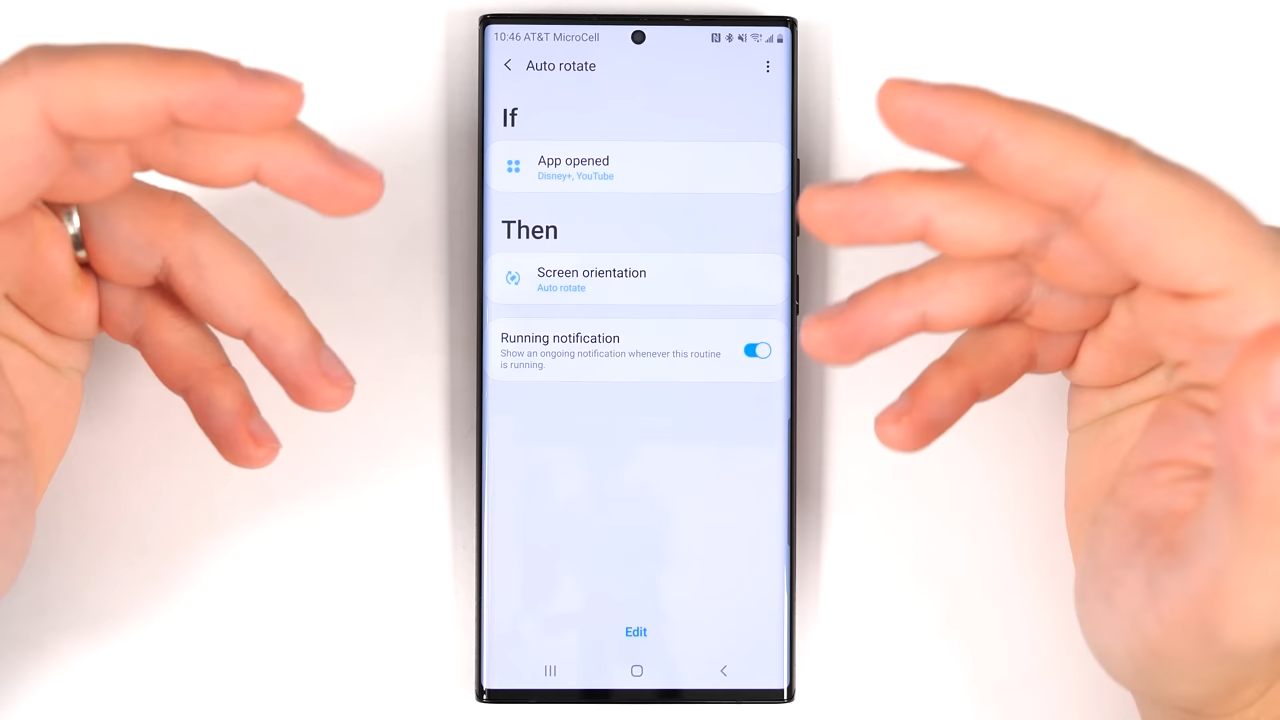 10:46 AT&T MicroCell
Auto rotate
If
App opened
Disney+, YouTube
Then
Screen orientation
Auto rotate
Running notification
Show an ongoing notification whenever this routine
is running.
Edit